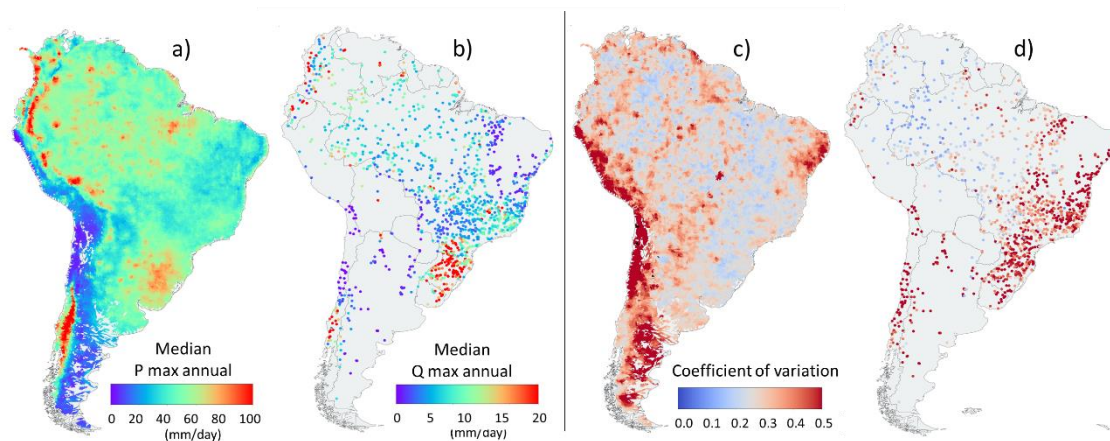 a)
b)
c)
d)
Median
P max annual
0 20 40 60 80 100
(mm/day)
Median
Q max annual
0 5 10 15 20
(mm/day)
Coefficient of variation
0.0 0.1 0.2 0.3 0.4 0.5